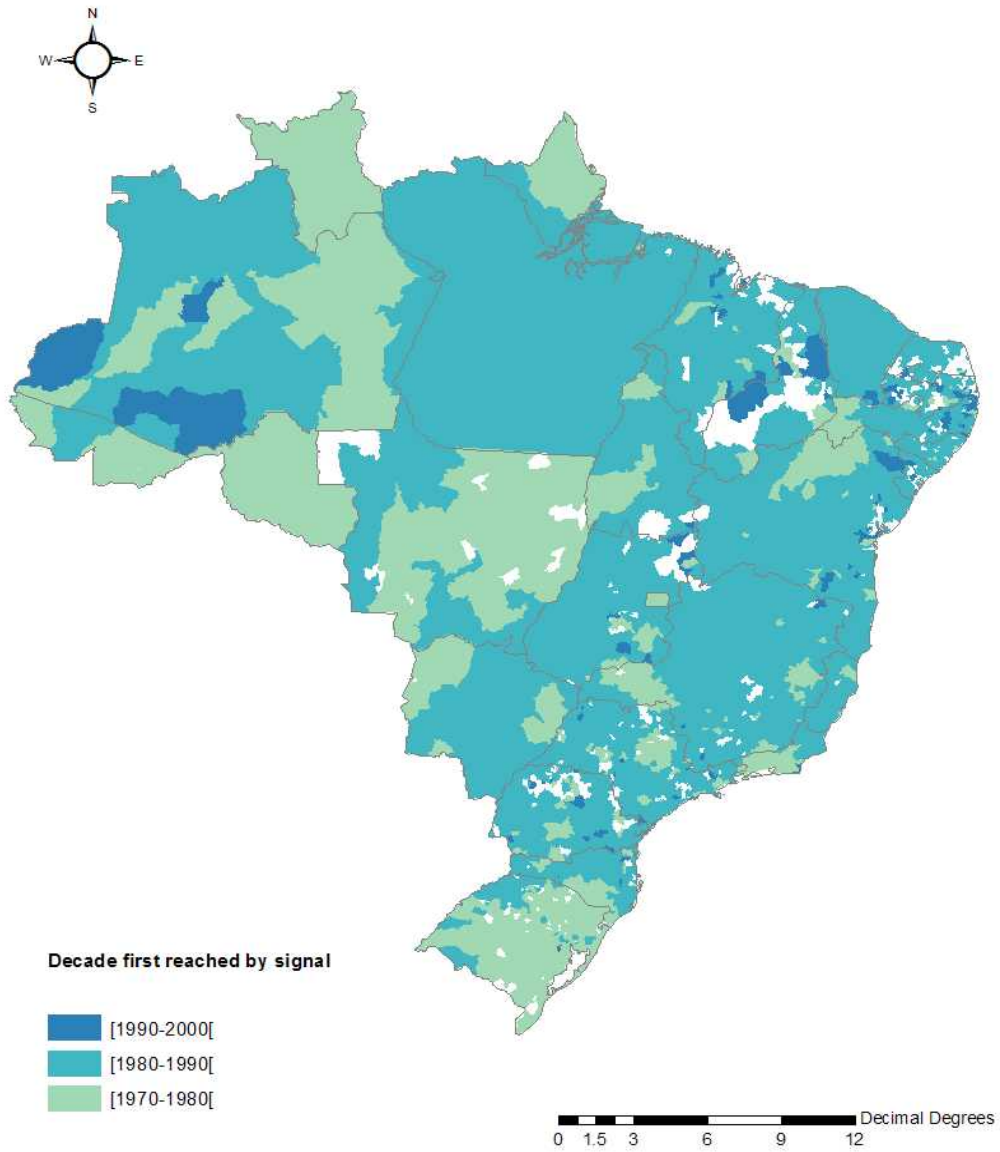 N
W E
S
Decade first reached by signal
[1990-2000[
[1980-1990[
[1970-1980[
Decimal Degrees
0 1.5 3 6 9 12